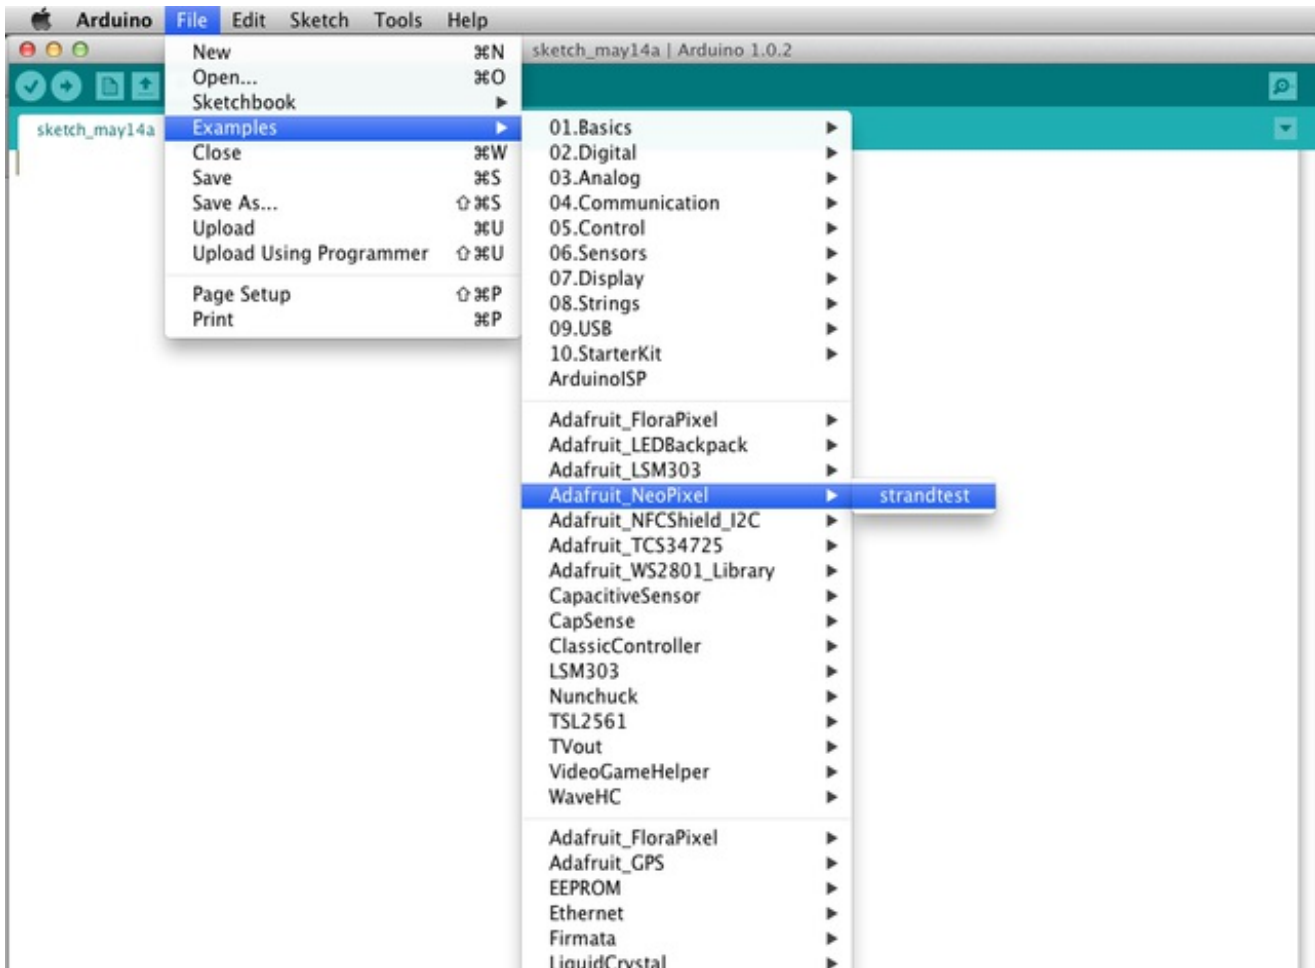 Arduino File Edit Sketch Tools Help
sketch_may14a | Arduino 1.0.2
sketch_may14a
New ⌘N
Open... ⌘O
Sketchbook ▶
Examples ▶
Close ⌘W
Save ⌘S
Save As... ⇧⌘S
Upload ⌘U
Upload Using Programmer ⇧⌘U
Page Setup ⇧⌘P
Print ⌘P
01.Basics ▶
02.Digital ▶
03.Analog ▶
04.Communication ▶
05.Control ▶
06.Sensors ▶
07.Display ▶
08.Strings ▶
09.USB ▶
10.StarterKit ▶
ArduinoISP
Adafruit_FloraPixel ▶
Adafruit_LEDBackpack ▶
Adafruit_LSM303 ▶
Adafruit_NeoPixel ▶
Adafruit_NFCShield_I2C ▶
Adafruit_TCS34725 ▶
Adafruit_WS2801_Library ▶
CapacitiveSensor ▶
CapSense ▶
ClassicController ▶
LSM303 ▶
Nunchuck ▶
TSL2561 ▶
TVout ▶
VideoGameHelper ▶
WaveHC ▶
Adafruit_FloraPixel ▶
Adafruit_GPS ▶
EEPROM ▶
Ethernet ▶
Firmata ▶
LiquidCrystal ▶
strandtest